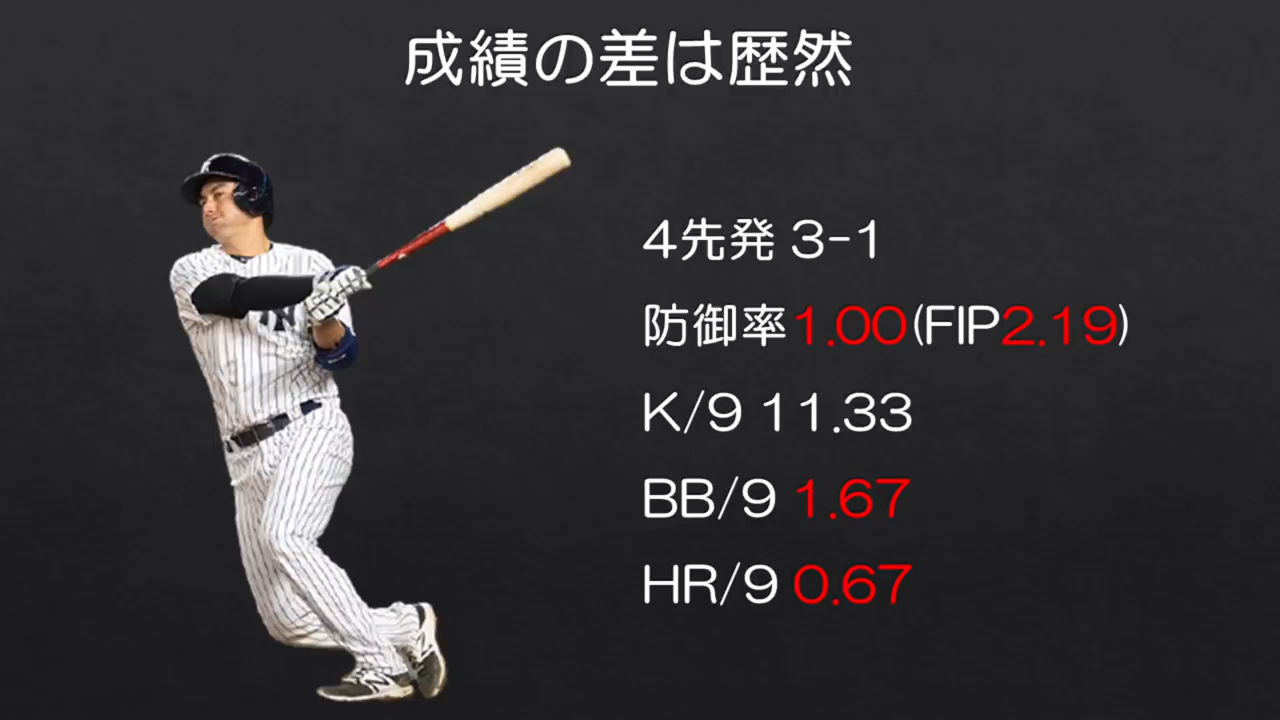 成績の差は歴然
4先発 3-1
防御率1.00(FIP2.19)
K/9 11.33
BB/9 1.67
HR/9 0.67